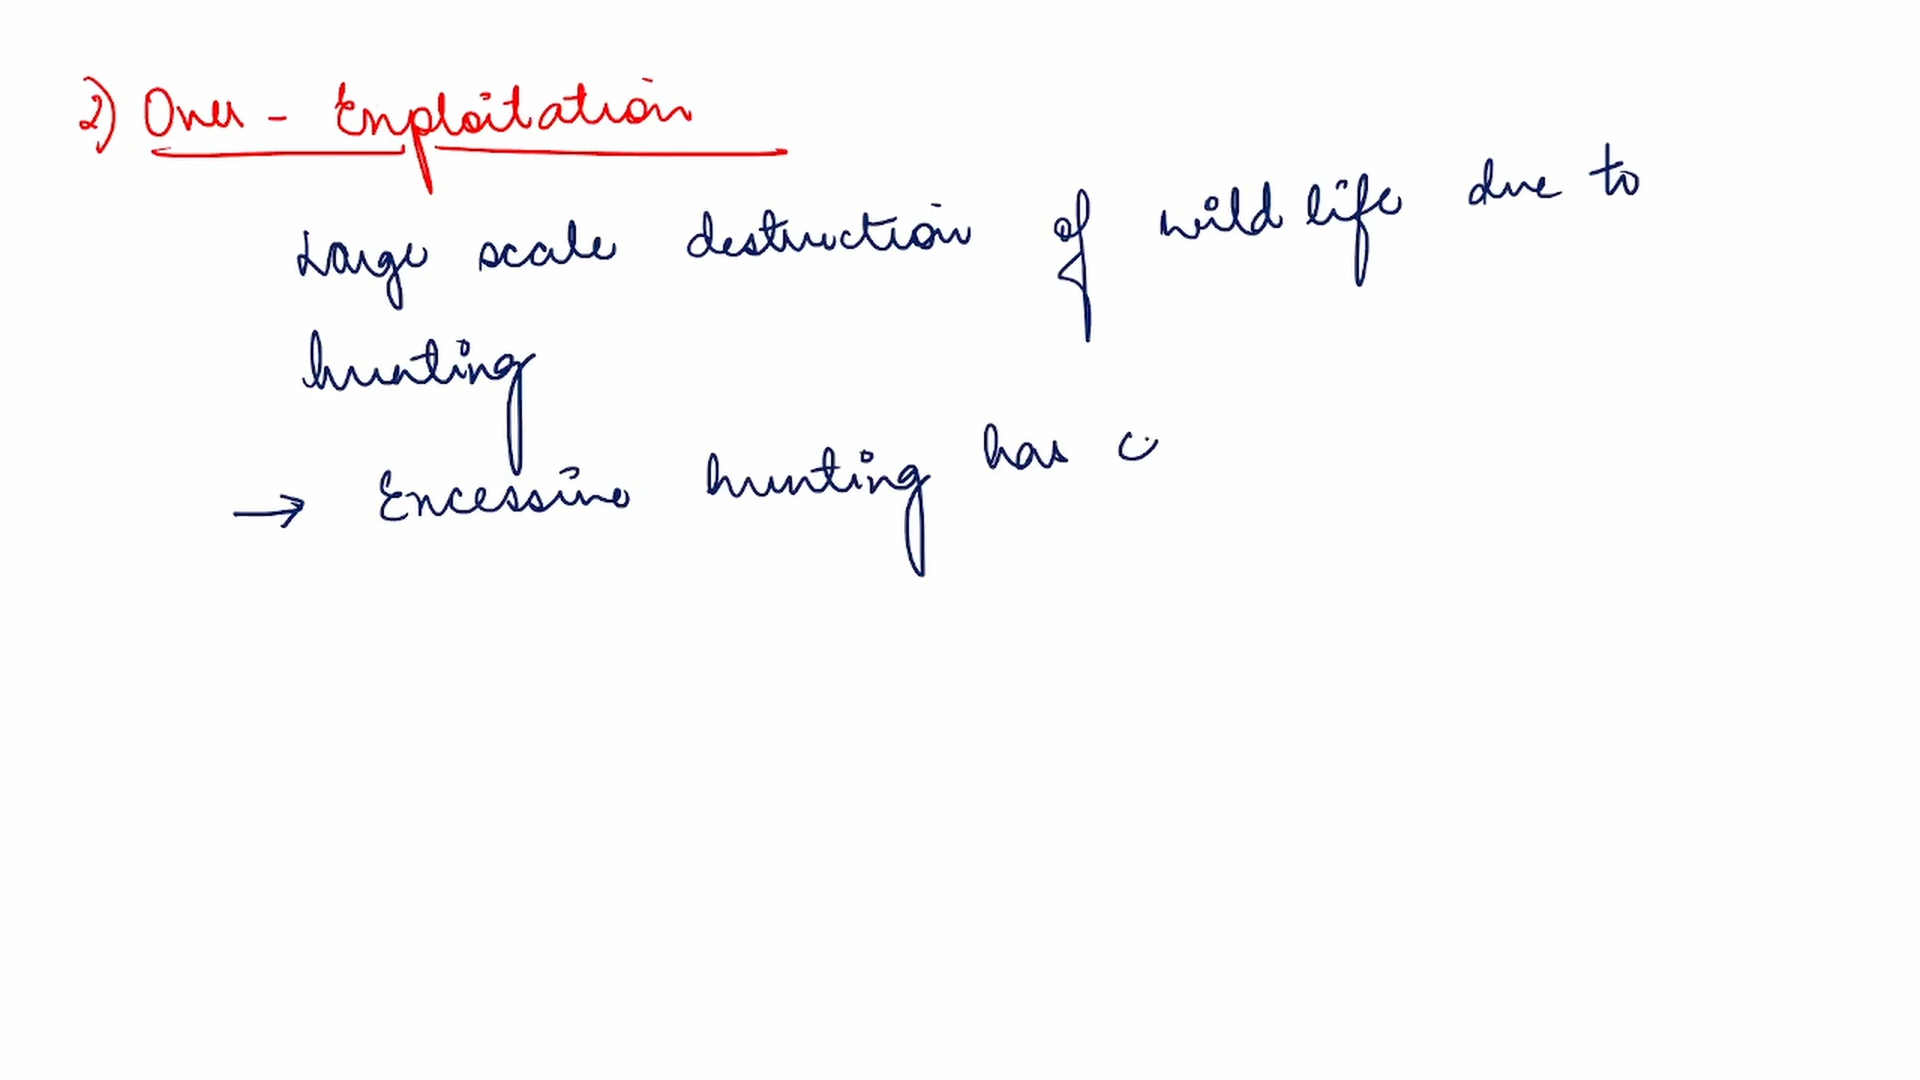 2) Over - Exploitation
Large scale destruction of wild life due to
hunting
→ Excessive hunting has c